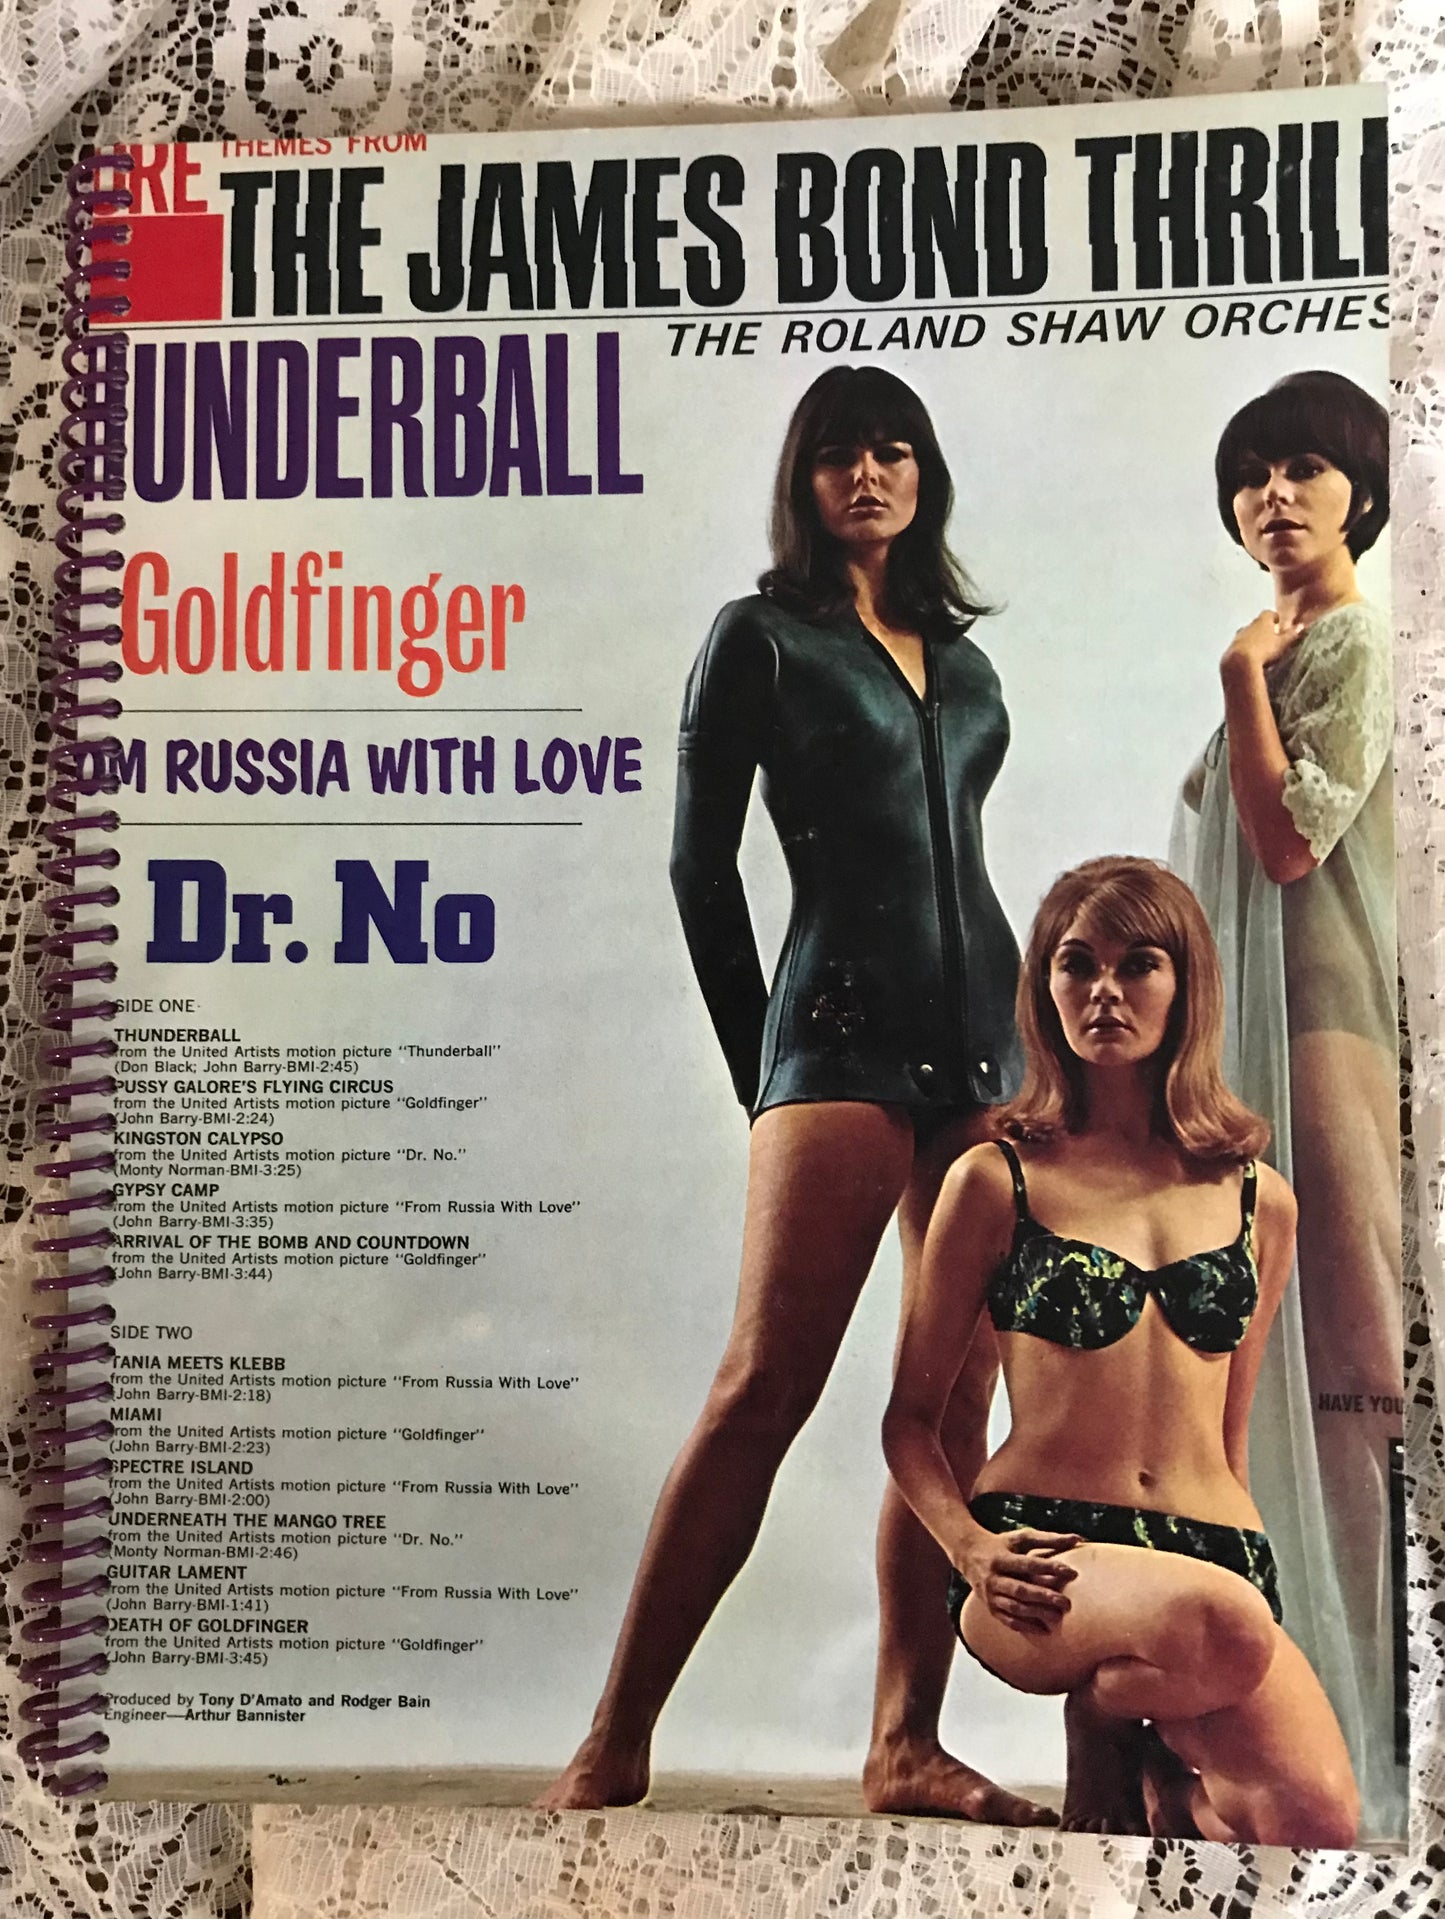 THEMES FROM
THE JAMES BOND THRILL
THE ROLAND SHAW ORCHES
UNDERBALL
Goldfinger
OM RUSSIA WITH LOVE
Dr. No
SIDE ONE
THUNDERBALL
from the United Artists motion picture "Thunderball"
(Don Black; John Barry-BMI-2:45)
PUSSY GALORE'S FLYING CIRCUS
from the United Artists motion picture "Goldfinger"
(John Barry-BMI-2:24)
KINGSTON CALYPSO
from the United Artists motion picture "Dr. No."
(Monty Norman-BMI-3:25)
GYPSY CAMP
from the United Artists motion picture "From Russia With Love"
(John Barry-BMI-3:35)
ARRIVAL OF THE BOMB AND COUNTDOWN
from the United Artists motion picture "Goldfinger"
(John Barry-BMI-3:44)
SIDE TWO
TANIA MEETS KLEBB
from the United Artists motion picture "From Russia With Love"
(John Barry-BMI-2:18)
MIAMI
from the United Artists motion picture "Goldfinger"
(John Barry-BMI-2:23)
SPECTRE ISLAND
from the United Artists motion picture "From Russia With Love"
(John Barry-BMI-2:00)
UNDERNEATH THE MANGO TREE
from the United Artists motion picture "Dr. No."
(Monty Norman-BMI-2:46)
GUITAR LAMENT
from the United Artists motion picture "From Russia With Love"
(John Barry-BMI-1:41)
DEATH OF GOLDFINGER
from the United Artists motion picture "Goldfinger"
(John Barry-BMI-3:45)
Produced by Tony D'Amato and Rodger Bain
Engineer—Arthur Bannister
HAVE YOU